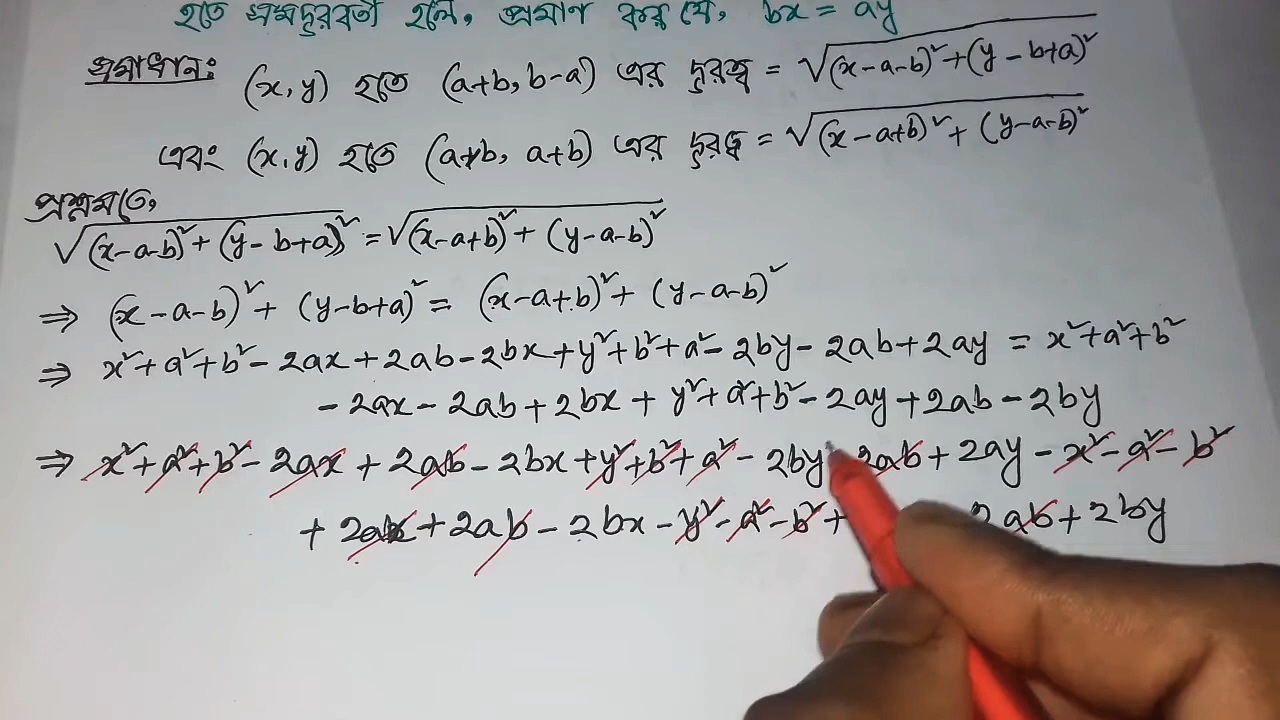 হতে সমদূরবর্তী হলে, প্রমাণ কর যে, bx = ay
সমাধান: (x, y) হতে (a+b, b-a) এর দূরত্ব = √(x-a-b)² + (y-b+a)²
এবং (x, y) হতে (a+b, a+b) এর দূরত্ব = √(x-a+b)² + (y-a-b)²
প্রশ্নমতে,
√(x-a-b)² + (y-b+a)² = √(x-a+b)² + (y-a-b)²
⇒ (x-a-b)² + (y-b+a)² = (x-a+b)² + (y-a-b)²
⇒ x²+a²+b²-2ax+2ab-2bx+y²+b²+a²-2by-2ab+2ay = x²+a²+b²
-2ax-2ab+2bx+y²+a²+b²-2ay+2ab-2by
⇒ x²+a²+b²-2ax+2ab-2bx+y²+b²+a²-2by 2ab+2ay-x²-a²-b²
+2ax+2ab-2bx-y²-a²-b²+ 2ab+2by